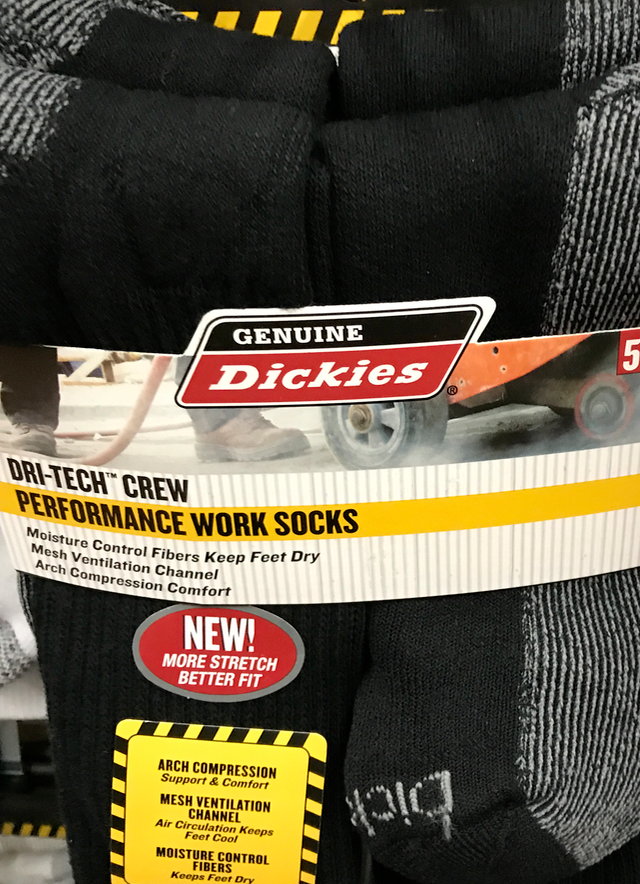 GENUINE
Dickies®
5
DRI-TECH™ CREW
PERFORMANCE WORK SOCKS
Moisture Control Fibers Keep Feet Dry
Mesh Ventilation Channel
Arch Compression Comfort
NEW!
MORE STRETCH
BETTER FIT
ARCH COMPRESSION
Support & Comfort
MESH VENTILATION
CHANNEL
Air Circulation Keeps
Feet Cool
MOISTURE CONTROL
FIBERS
Keeps Feet Dry